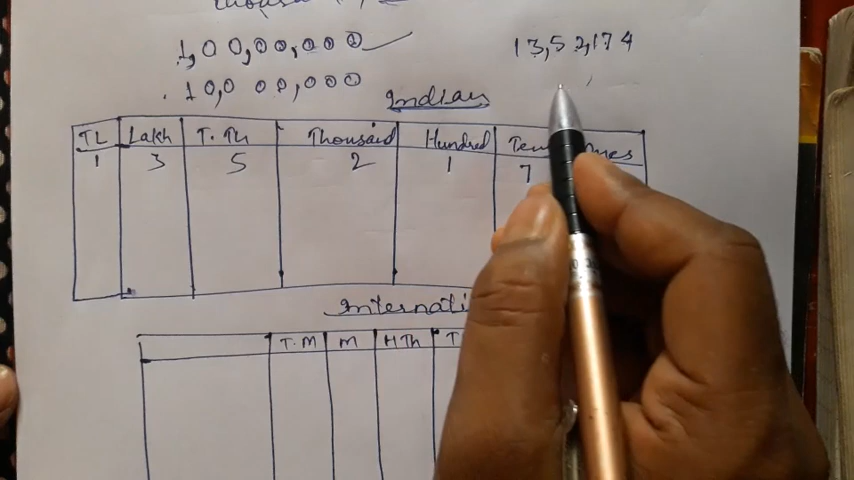 1,00,00,000
13,52,174
10,0 00,000
Indian
TL Lakh T.Th Thousand Hundred Ones
1 3 5 2 1 7
T.M M H Th T